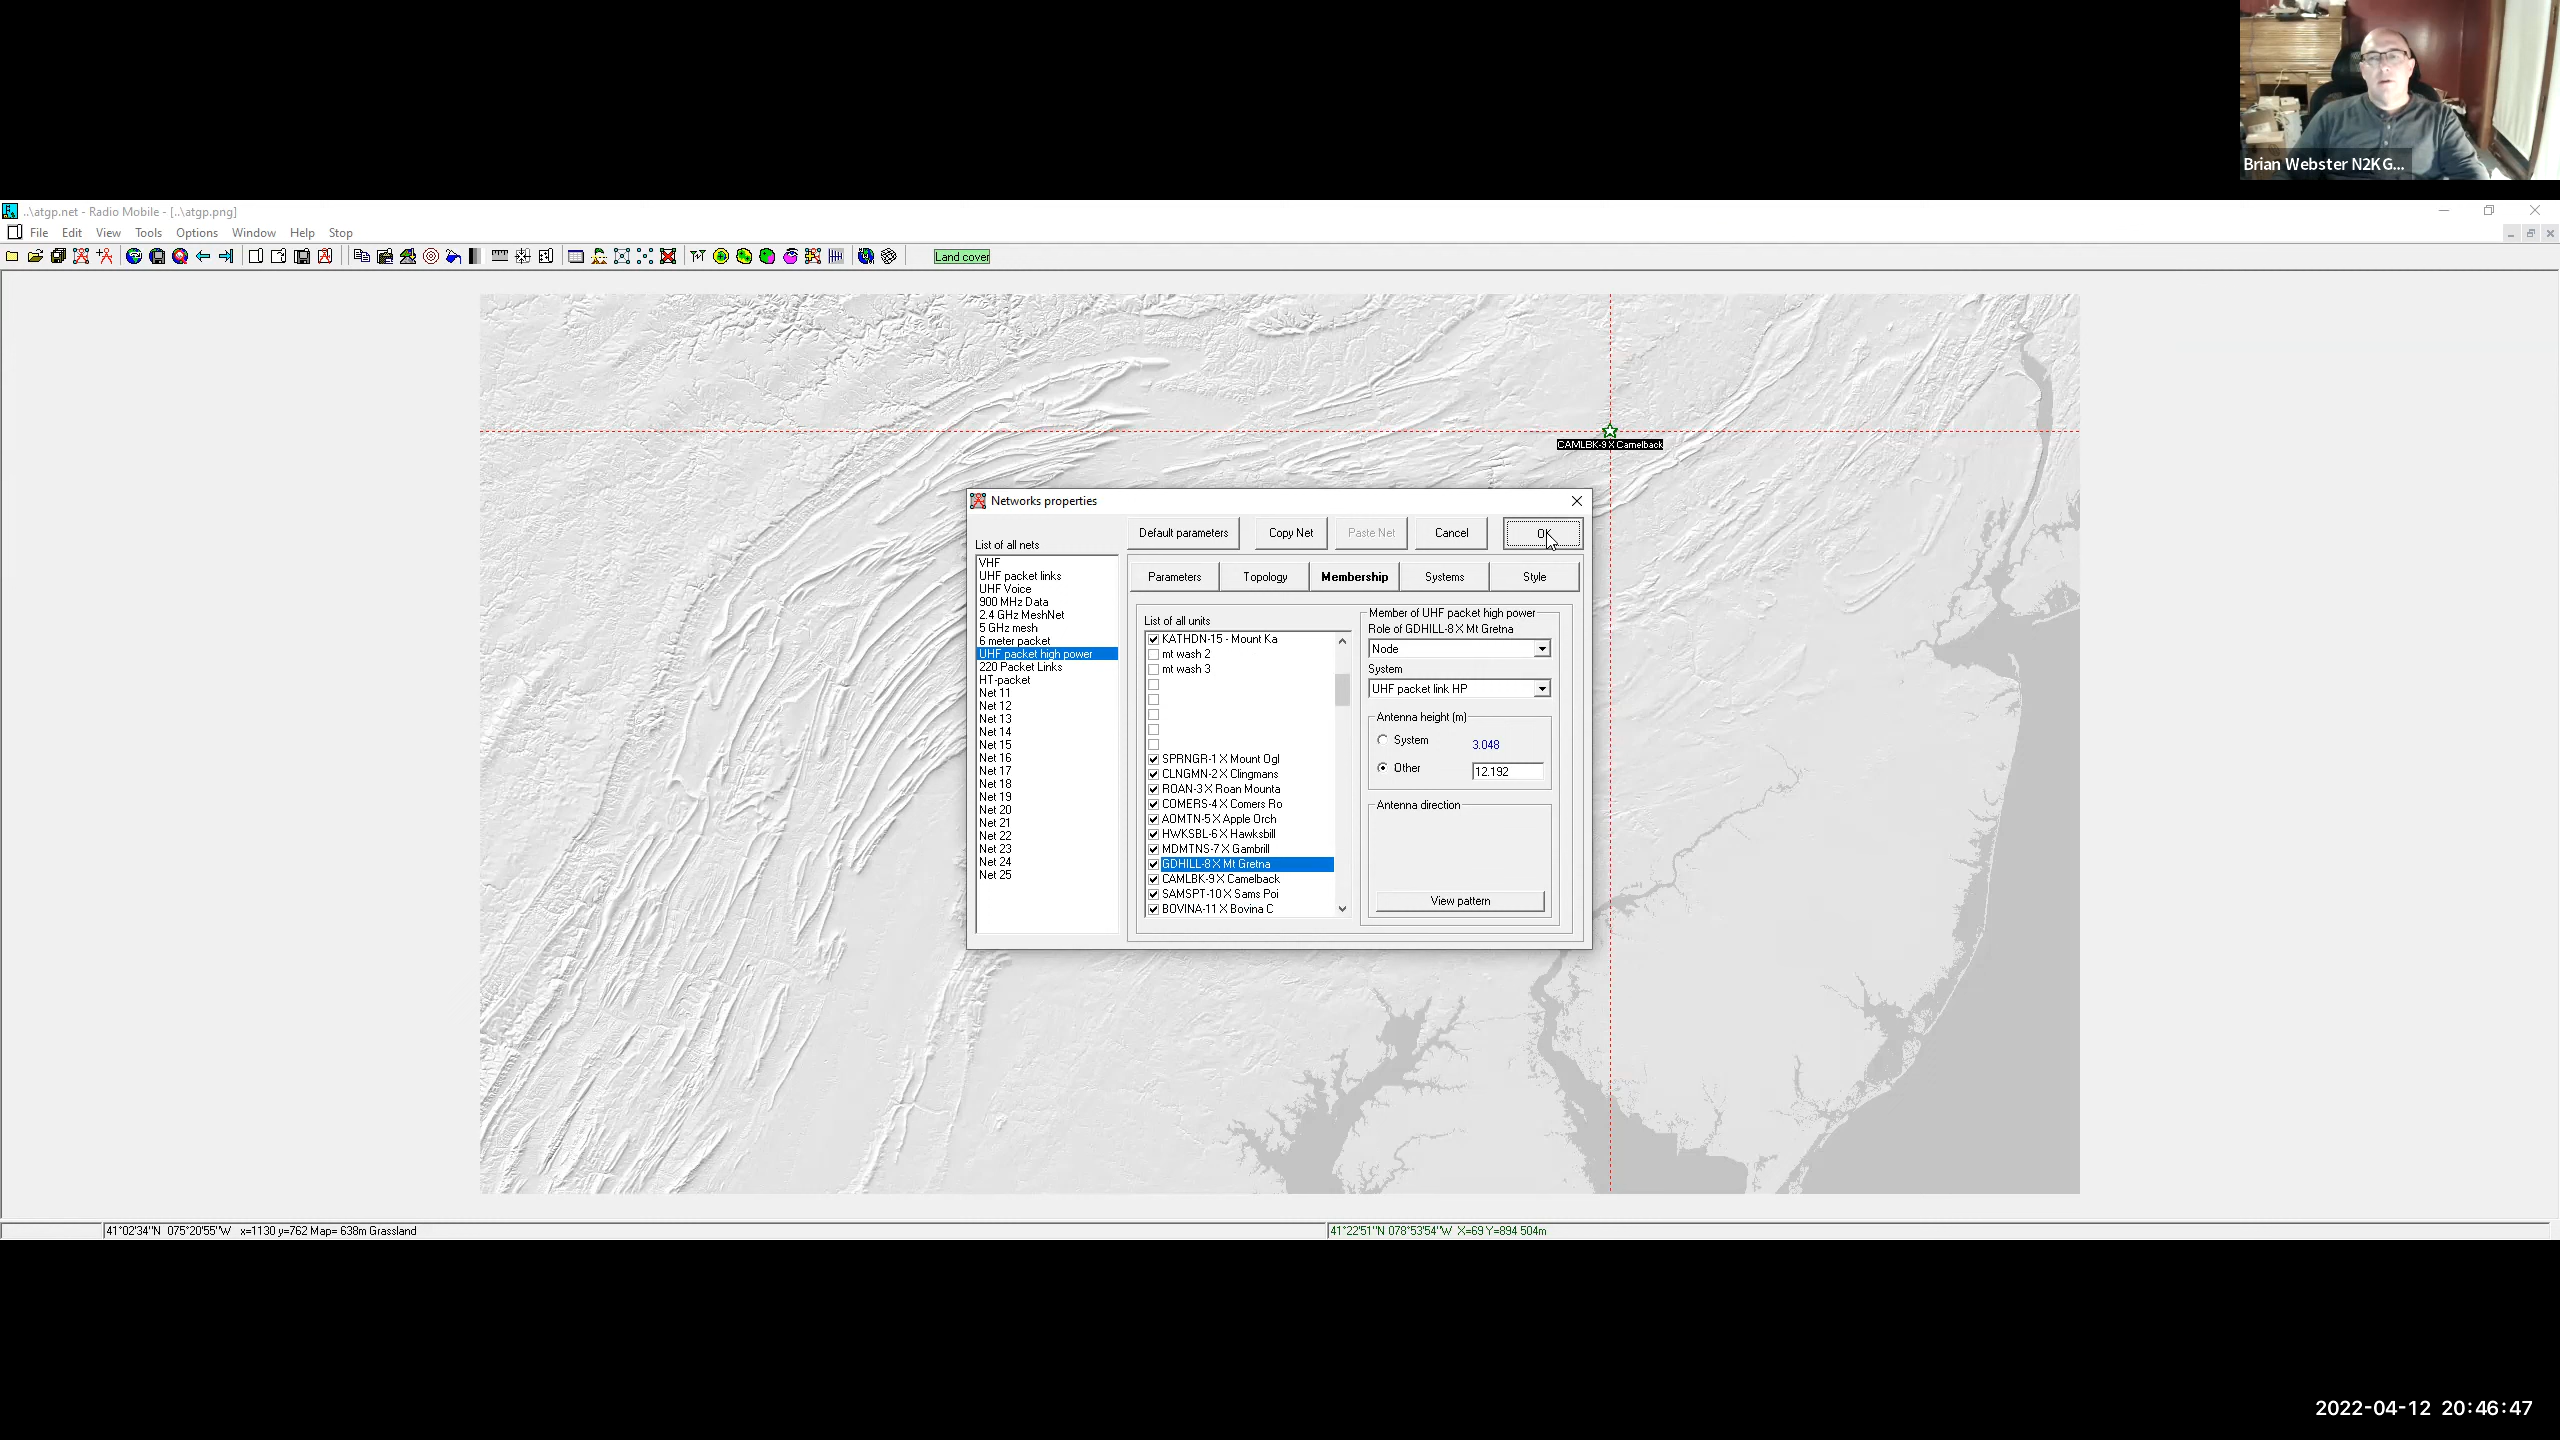 Brian Webster N2KG...
..\atgp.net - Radio Mobile - [..\atgp.png]
File Edit View Tools Options Window Help Stop
Land cover
CAMLBK-9 X Camelback
Networks properties
Default parameters Copy Net Paste Net Cancel OK
List of all nets
VHF
UHF packet links
UHF Voice
900 MHz Data
2.4 GHz MeshNet
5 GHz mesh
6 meter packet
UHF packet high power
220 Packet Links
HT-packet
Net 11
Net 12
Net 13
Net 14
Net 15
Net 16
Net 17
Net 18
Net 19
Net 20
Net 21
Net 22
Net 23
Net 24
Net 25
Parameters Topology Membership Systems Style
List of all units
KATHDN-15 - Mount Ka
mt wash 2
mt wash 3
SPRNGR-1 X Mount Ogl
CLNGMN-2 X Clingmans
ROAN-3 X Roan Mounta
COMERS-4 X Comers Ro
AOMTN-5 X Apple Orch
HWKSBL-6 X Hawksbill
MDMTNS-7 X Gambrill
GDHILL-8 X Mt Gretna
CAMLBK-9 X Camelback
SAMSPT-10 X Sams Poi
BOVINA-11 X Bovina C
Member of UHF packet high power
Role of GDHILL-8 X Mt Gretna
Node
System
UHF packet link HP
Antenna height (m)
System 3.048
Other 12.192
Antenna direction
View pattern
41°02'34"N 075°20'55"W x=1130 y=762 Map= 638m Grassland
41°22'51"N 078°53'54"W X=69 Y=894 504m
2022-04-12 20:46:47